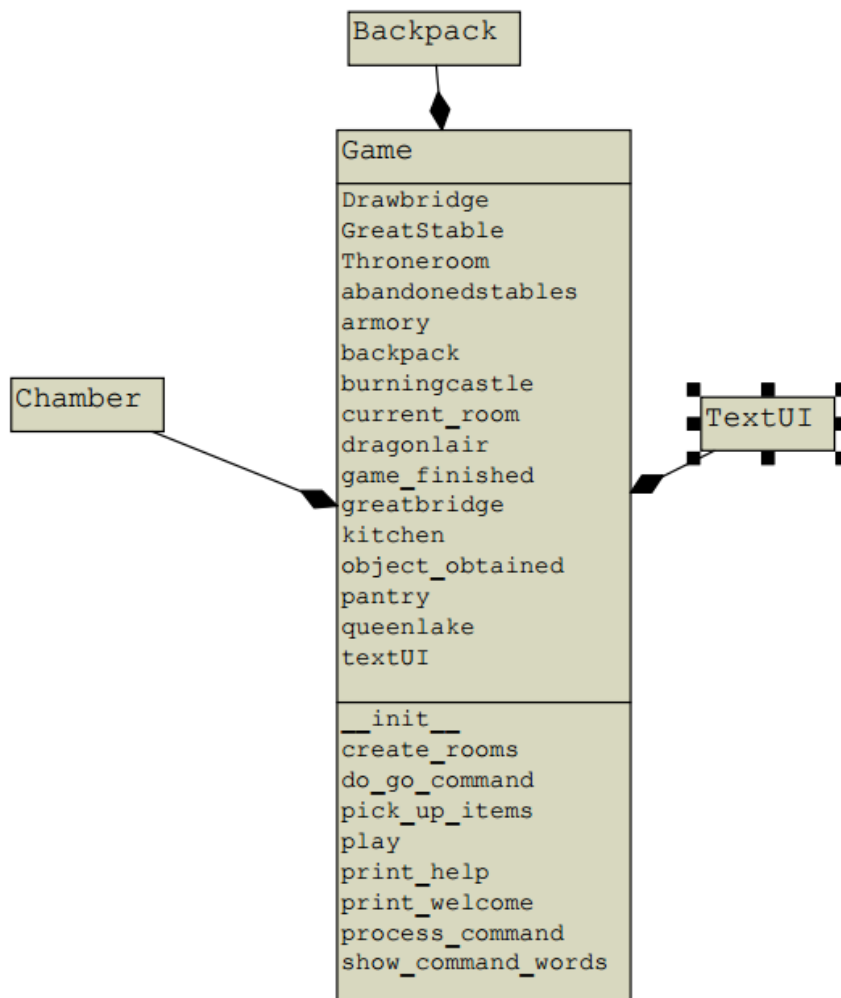 Backpack
Game
Drawbridge
GreatStable
Throneroom
abandonedstables
armory
backpack
burningcastle
current_room
dragonlair
game_finished
greatbridge
kitchen
object_obtained
pantry
queenlake
textUI
__init__
create_rooms
do_go_command
pick_up_items
play
print_help
print_welcome
process_command
show_command_words
Chamber
TextUI